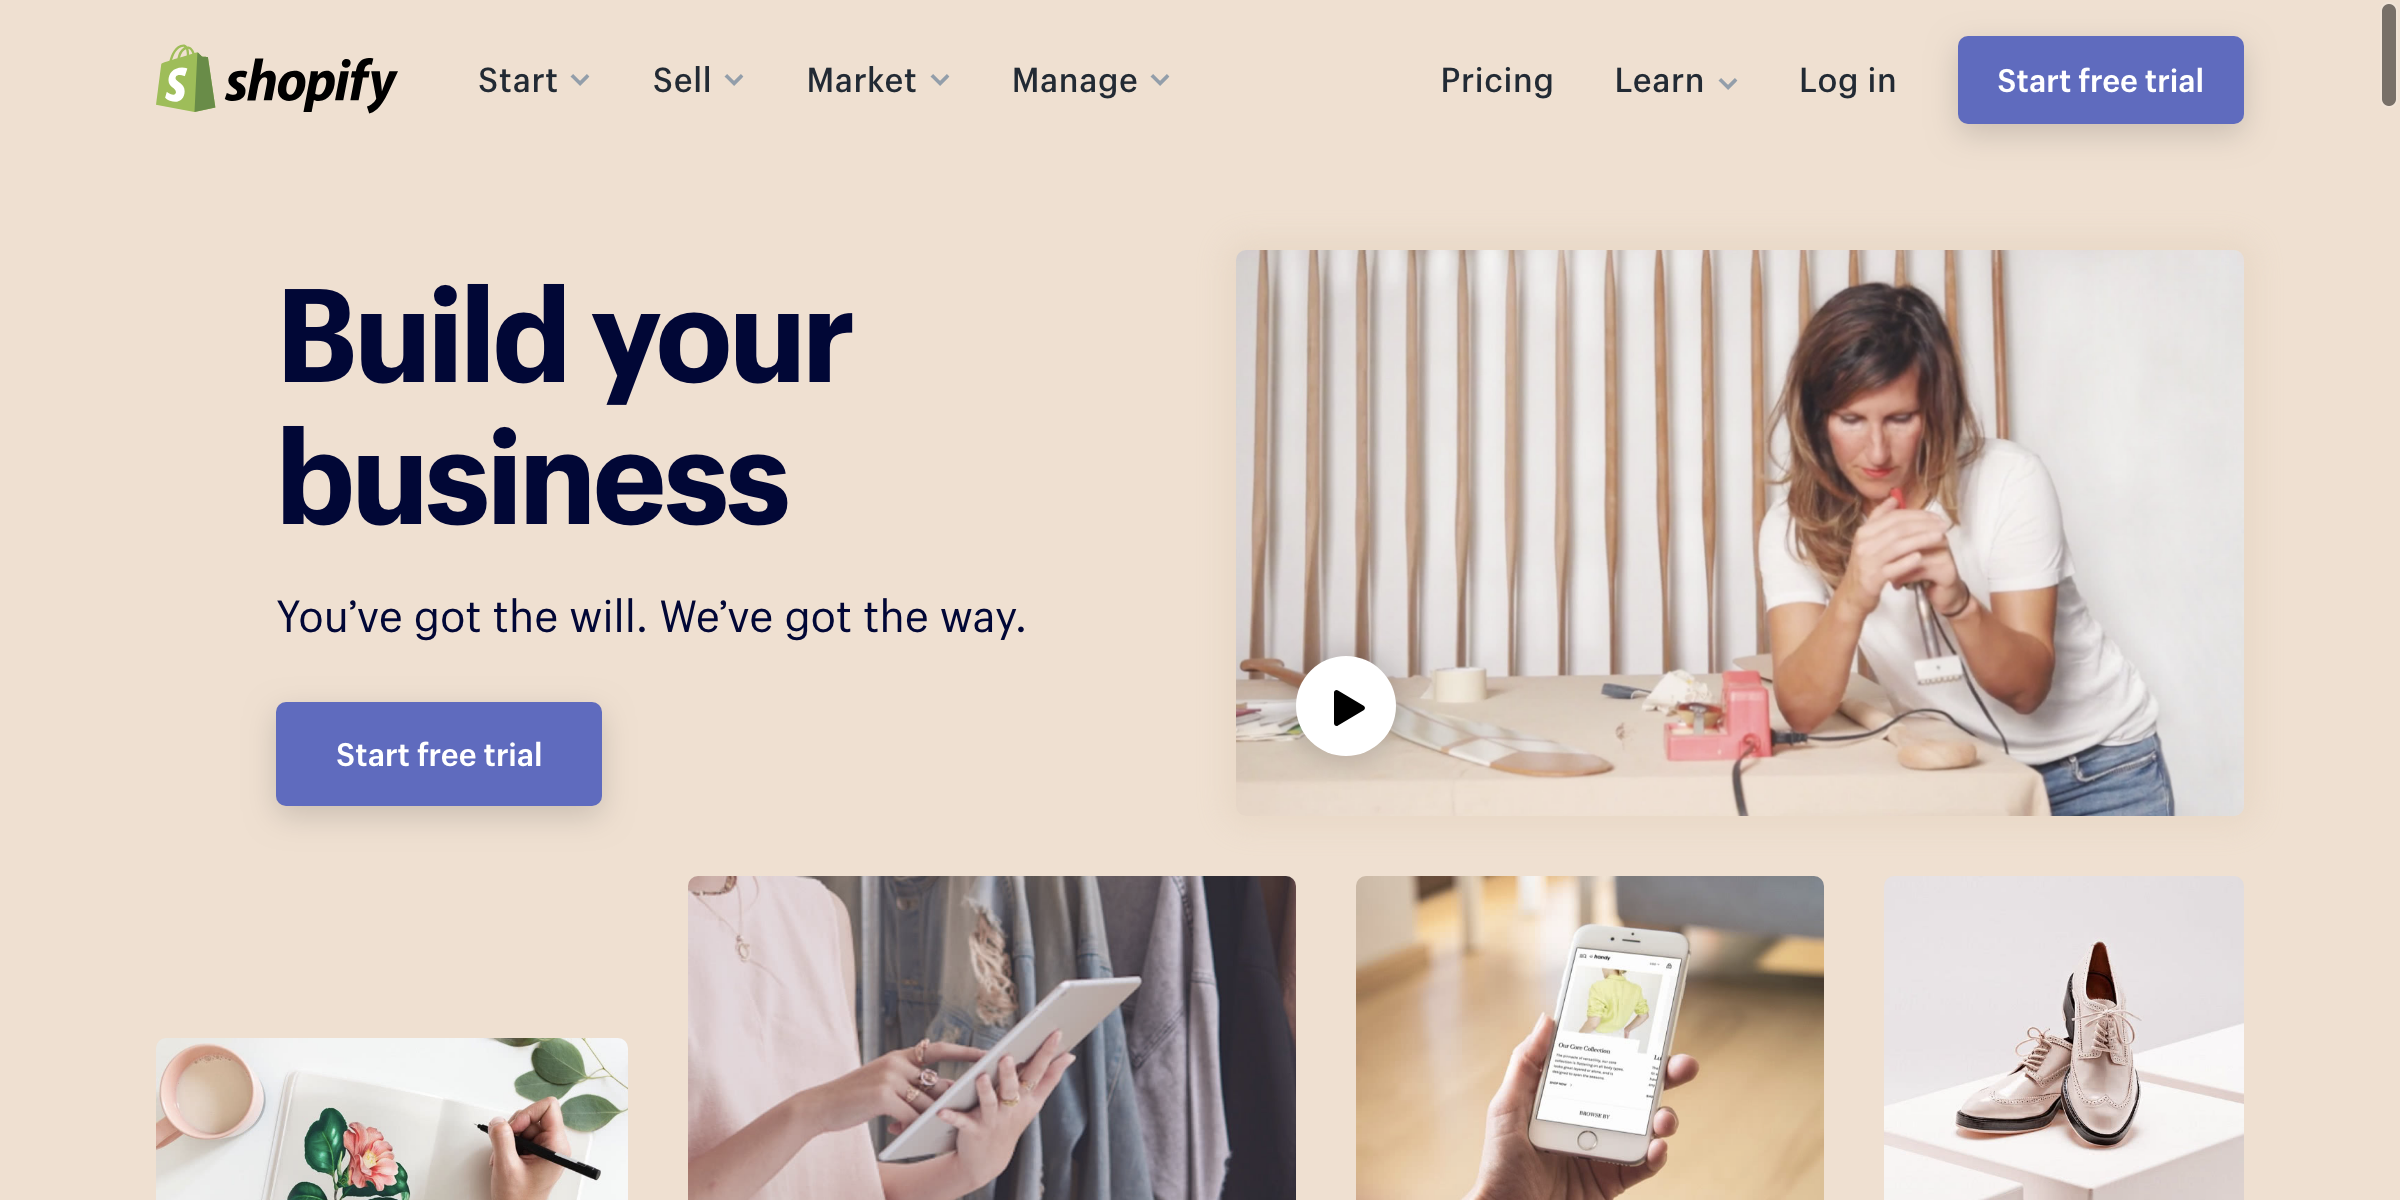 shopify
Start
Sell
Market
Manage
Pricing
Learn
Log in
Start free trial
Build your
business
You’ve got the will. We’ve got the way.
Start free trial
Our Core Collection
BROWSE BY